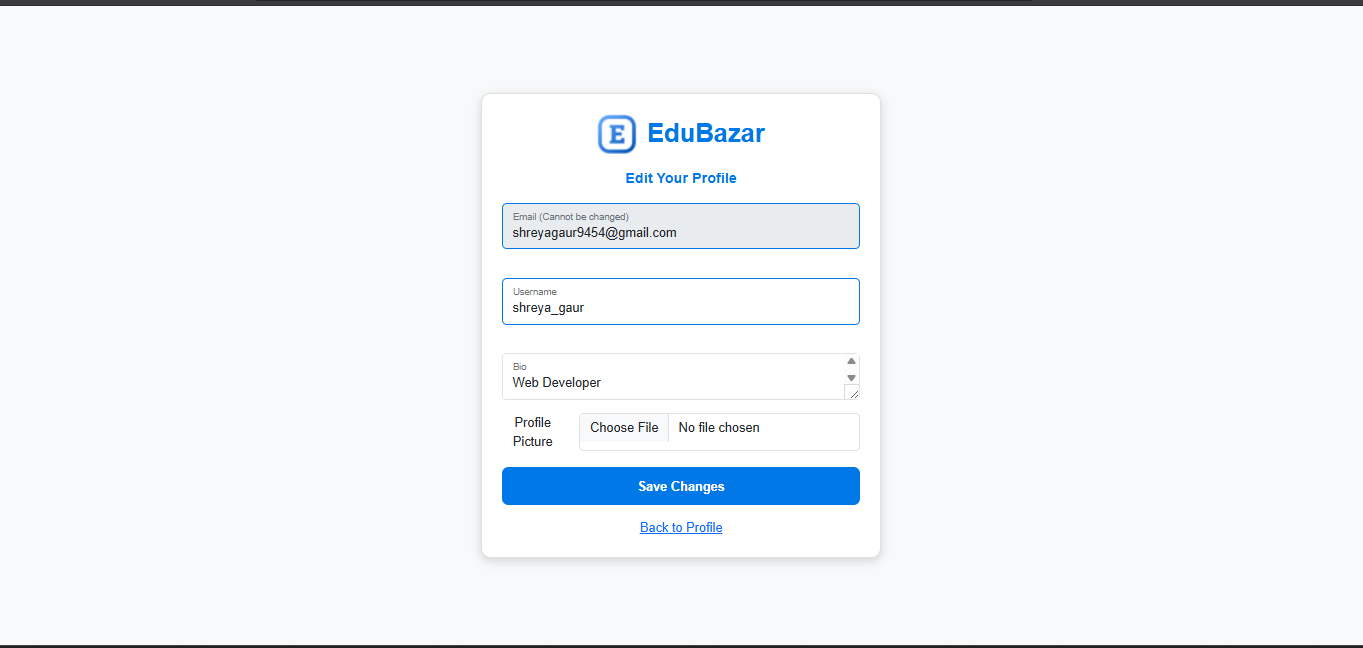 E EduBazar
Edit Your Profile
Email (Cannot be changed)
shreyagaur9454@gmail.com
Username
shreya_gaur
Bio
Web Developer
Profile
Picture
Choose File No file chosen
Save Changes
Back to Profile